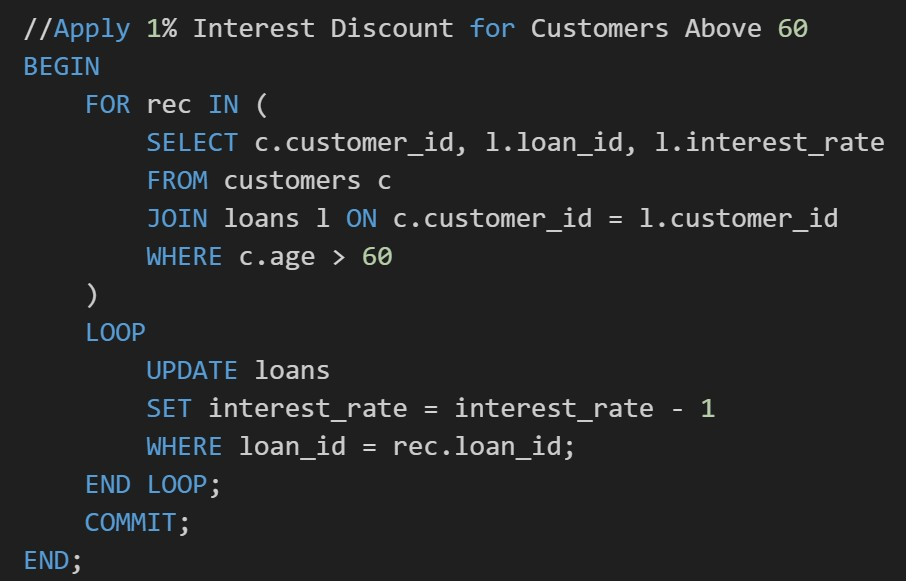 //Apply 1% Interest Discount for Customers Above 60
BEGIN
    FOR rec IN (
        SELECT c.customer_id, l.loan_id, l.interest_rate
        FROM customers c
        JOIN loans l ON c.customer_id = l.customer_id
        WHERE c.age > 60
    )
    LOOP
        UPDATE loans
        SET interest_rate = interest_rate - 1
        WHERE loan_id = rec.loan_id;
    END LOOP;
    COMMIT;
END;